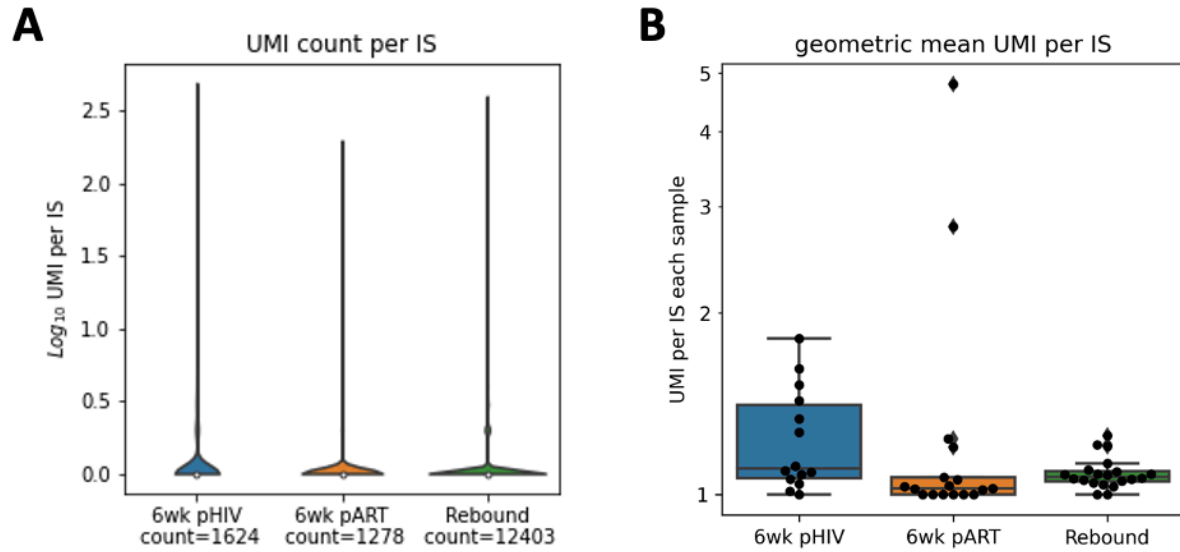 A
UMI count per IS
Log₁₀ UMI per IS
2.5
2.0
1.5
1.0
0.5
0.0
6wk pHIV
count=1624
6wk pART
count=1278
Rebound
count=12403
B
geometric mean UMI per IS
UMI per IS each sample
5
4
3
2
1
6wk pHIV
6wk pART
Rebound